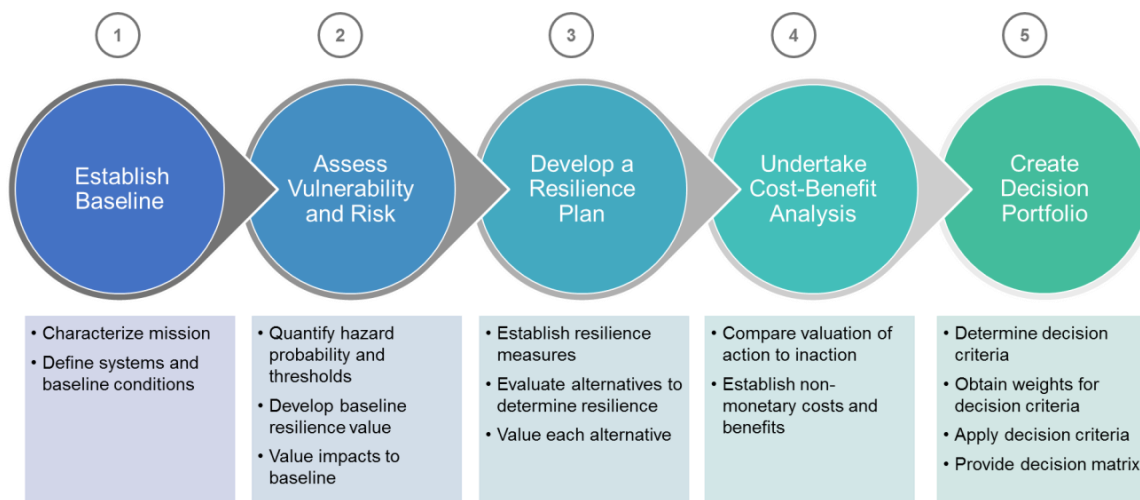 1
2
3
4
5
Establish
Baseline
Assess
Vulnerability
and Risk
Develop a
Resilience
Plan
Undertake
Cost-Benefit
Analysis
Create
Decision
Portfolio
• Characterize mission
• Define systems and
baseline conditions
• Quantify hazard
probability and
thresholds
• Develop baseline
resilience value
• Value impacts to
baseline
• Establish resilience
measures
• Evaluate alternatives to
determine resilience
• Value each alternative
• Compare valuation of
action to inaction
• Establish non-
monetary costs and
benefits
• Determine decision
criteria
• Obtain weights for
decision criteria
• Apply decision criteria
• Provide decision matrix